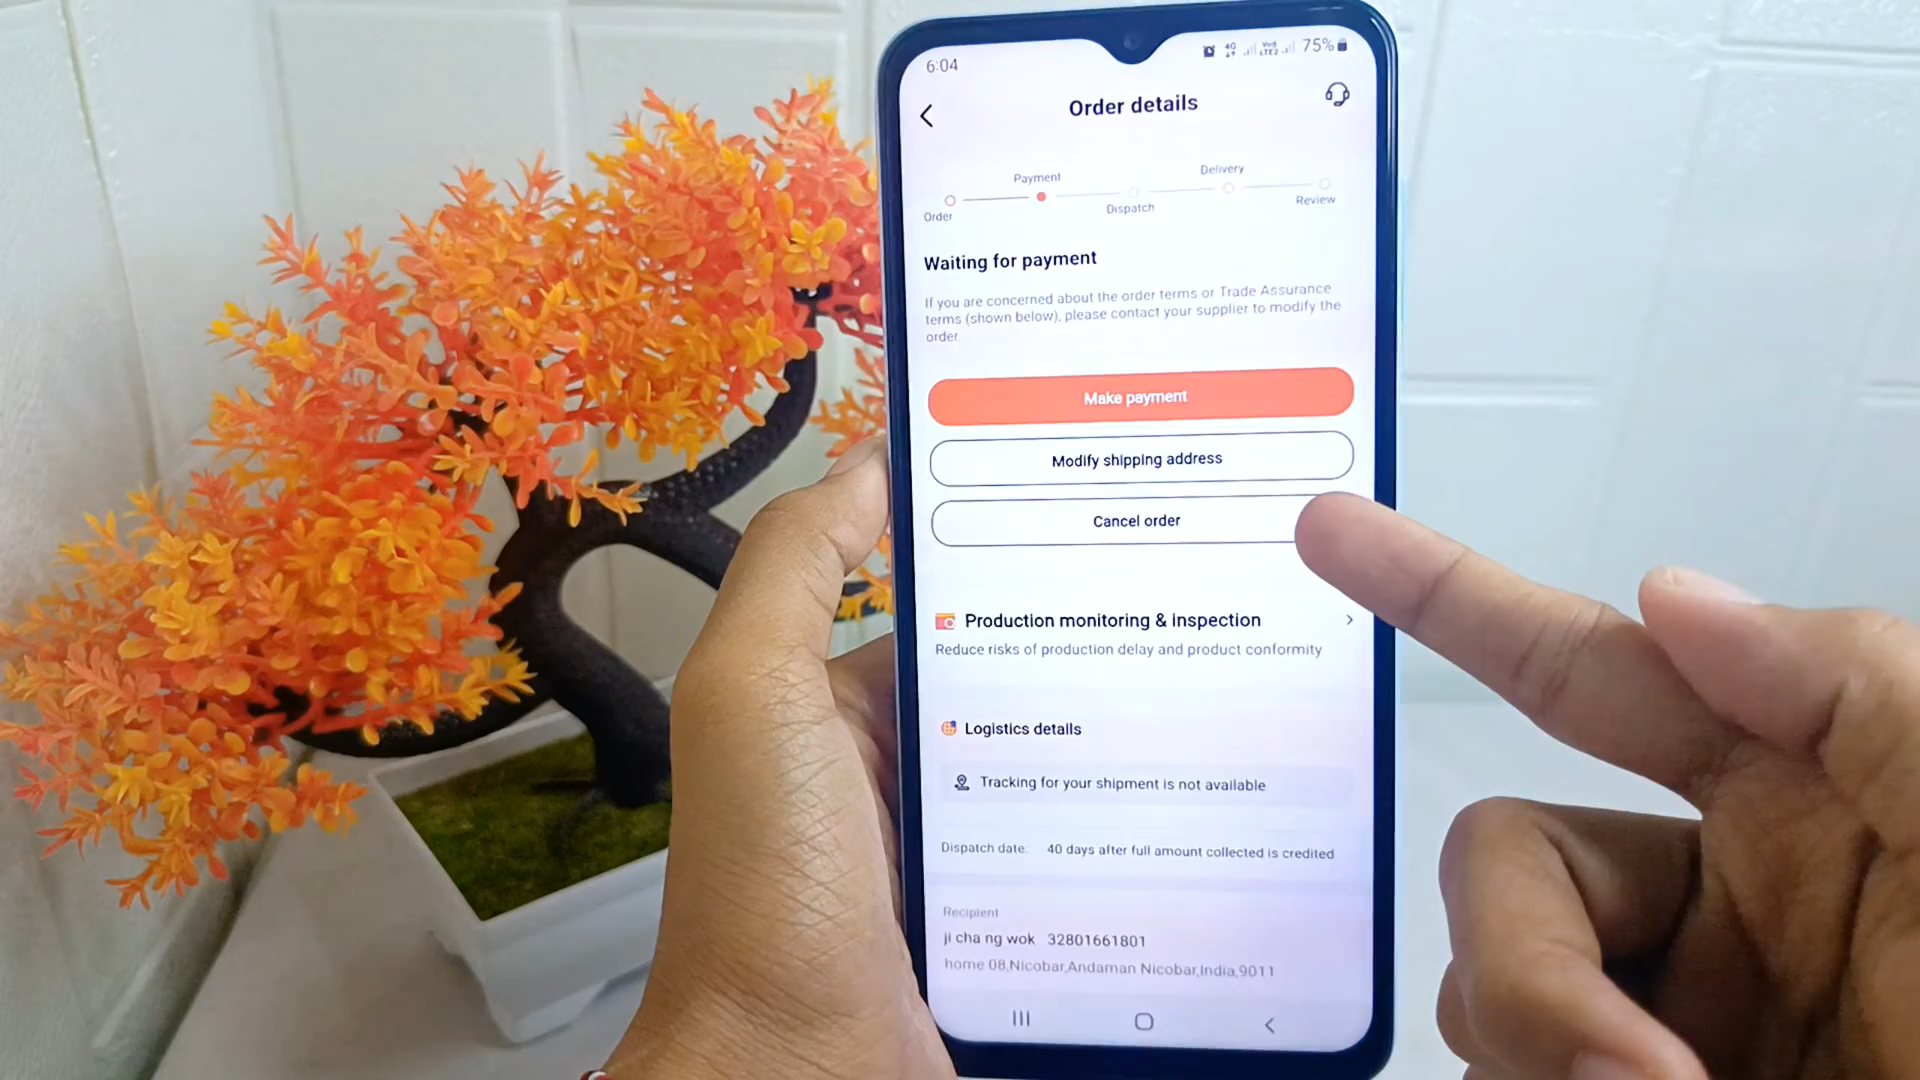 6:04
4G
Vo))
LTE2
75%
Order details
Payment
Delivery
Order
Dispatch
Review
Waiting for payment
If you are concerned about the order terms or Trade Assurance
terms (shown below), please contact your supplier to modify the
order.
Make payment
Modify shipping address
Cancel order
Production monitoring & inspection
Reduce risks of production delay and product conformity
Logistics details
Tracking for your shipment is not available
Dispatch date: 40 days after full amount collected is credited
Recipient
ji cha ng wok 32801661801
home 08,Nicobar,Andaman Nicobar,India,9011